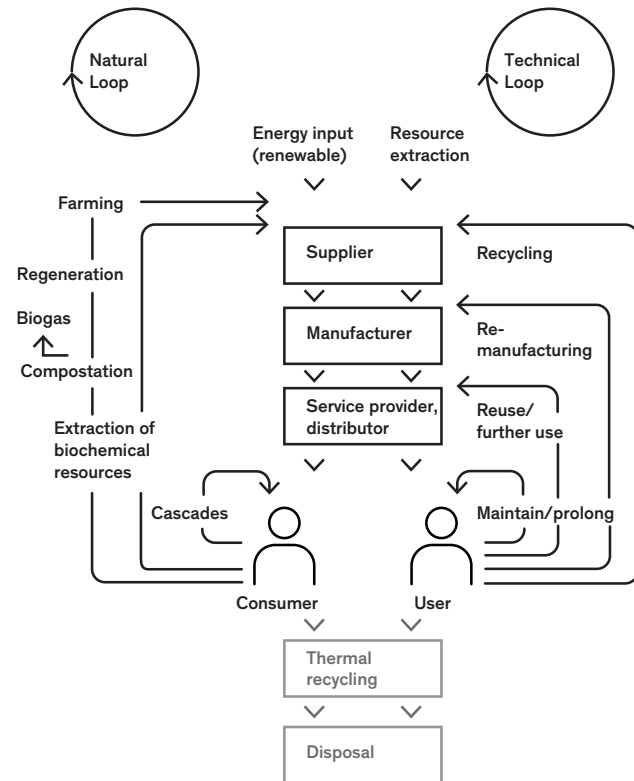 Natural
Loop
Technical
Loop
Energy input
(renewable)
Resource
extraction
Farming
Supplier
Recycling
Regeneration
Biogas
Manufacturer
Re-
manufacturing
Compostation
Service provider,
distributor
Reuse/
further use
Extraction of
biochemical
resources
Cascades
Maintain/prolong
Consumer
User
Thermal
recycling
Disposal